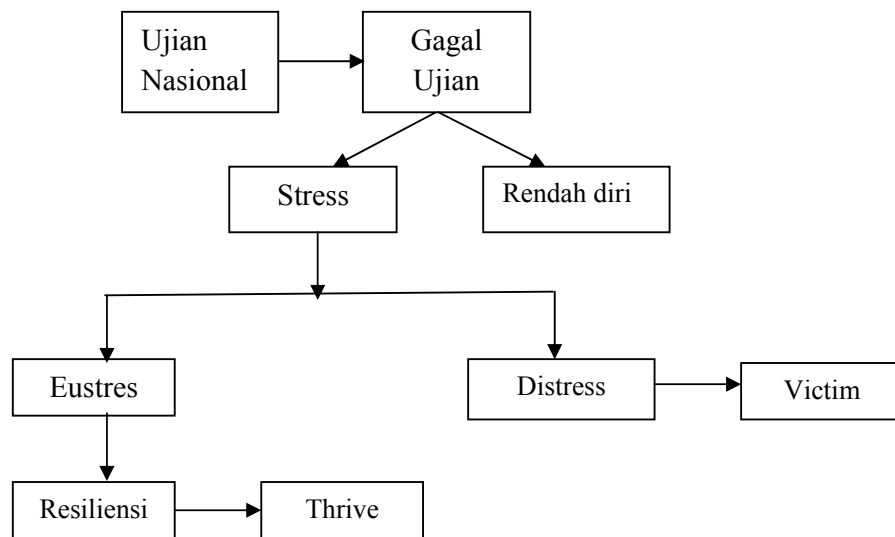 Ujian
Nasional
Gagal
Ujian
Stress
Rendah diri
Eustres
Distress
Victim
Resiliensi
Thrive